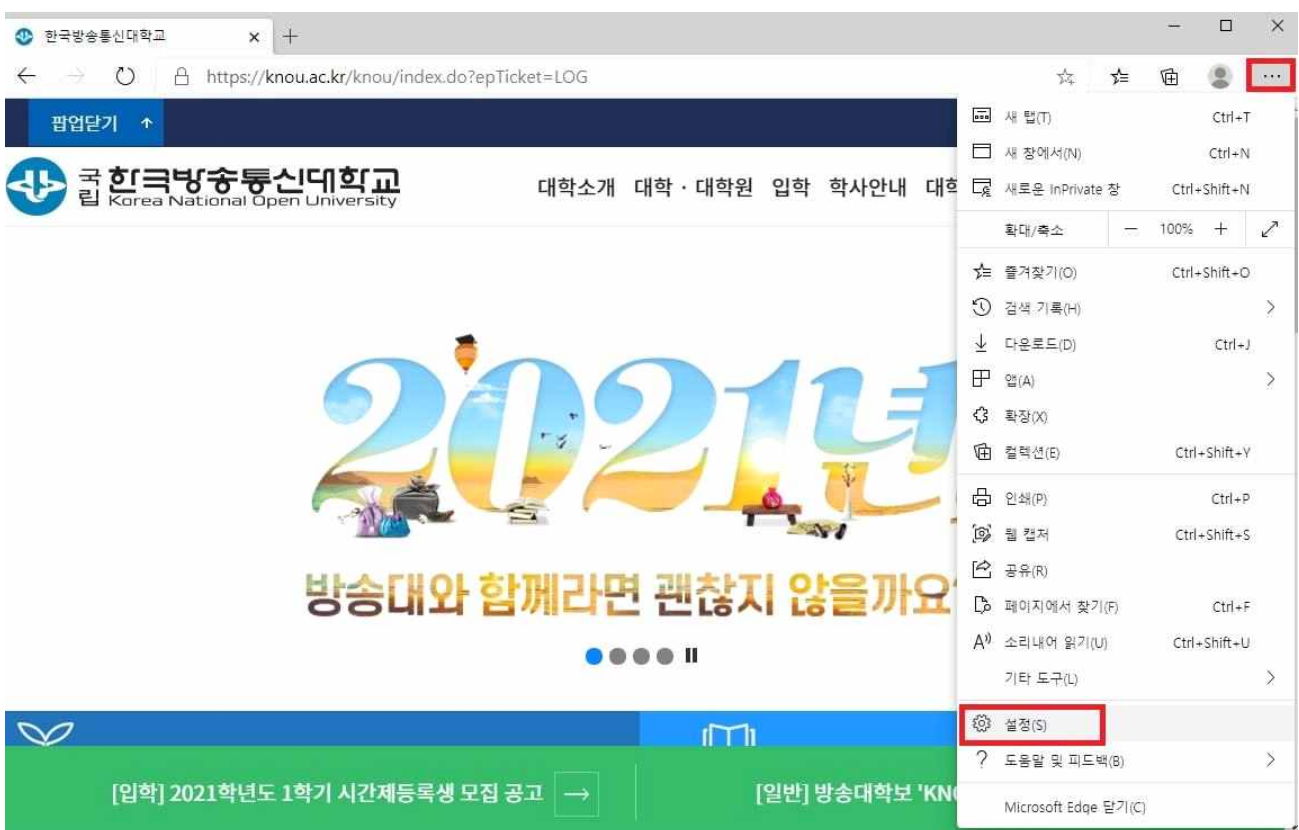 한국방송통신대학교
https://knou.ac.kr/knou/index.do?epTicket=LOG
팝업닫기
국립 한국방송통신대학교
Korea National Open University
대학소개 대학 · 대학원 입학 학사안내
2021년
방송대와 함께라면 괜찮지 않을까요
[입학] 2021학년도 1학기 시간제등록생 모집 공고
[일반] 방송대학보 'KNO
새 탭(T) Ctrl+T
새 창에서(N) Ctrl+N
새로운 InPrivate 창 Ctrl+Shift+N
확대/축소 — 100% +
즐겨찾기(O) Ctrl+Shift+O
검색 기록(H)
다운로드(D) Ctrl+J
앱(A)
확장(X)
컬렉션(E) Ctrl+Shift+Y
인쇄(P) Ctrl+P
웹 캡처 Ctrl+Shift+S
공유(R)
페이지에서 찾기(F) Ctrl+F
소리내어 읽기(U) Ctrl+Shift+U
기타 도구(L)
설정(S)
도움말 및 피드백(B)
Microsoft Edge 닫기(C)